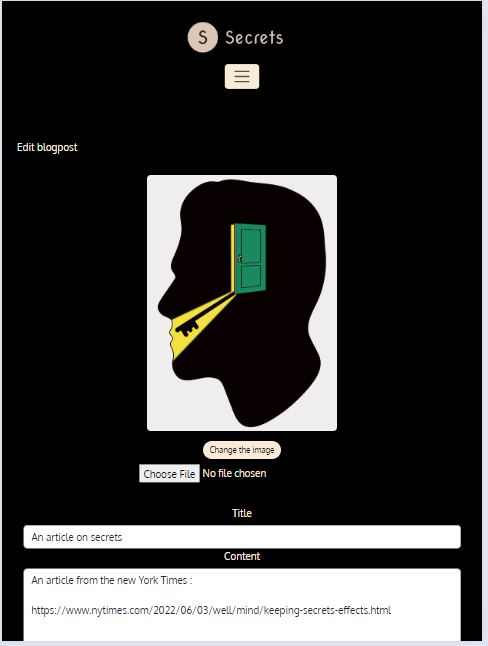 S Secrets
Edit blogpost
Change the image
Choose File No file chosen
Title
An article on secrets
Content
An article from the new York Times :
https://www.nytimes.com/2022/06/03/well/mind/keeping-secrets-effects.html